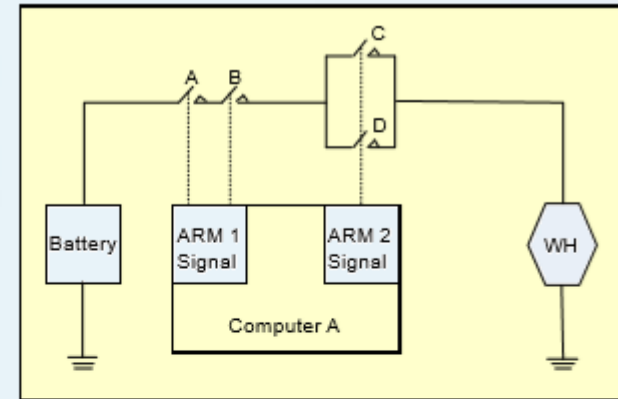 C
A B
D
Battery
ARM 1
Signal
ARM 2
Signal
WH
Computer A